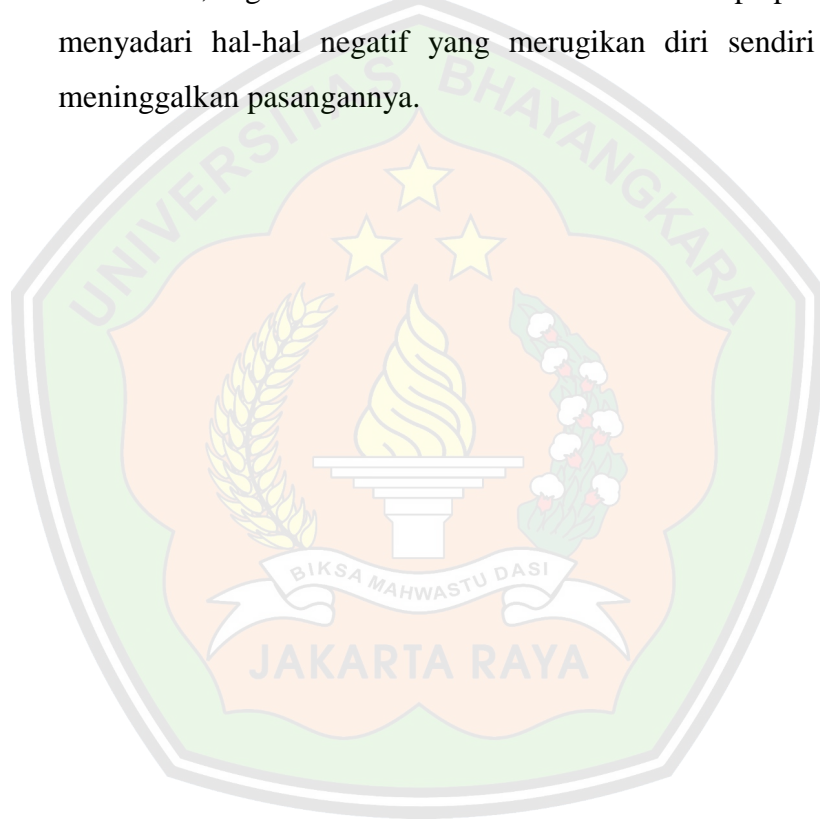 menyadari hal-hal negatif yang merugikan diri sendiri
meninggalkan pasangannya.
UNIVERSITAS BHAYANGKARA
BIKSA MAHWASTU DASI
JAKARTA RAYA